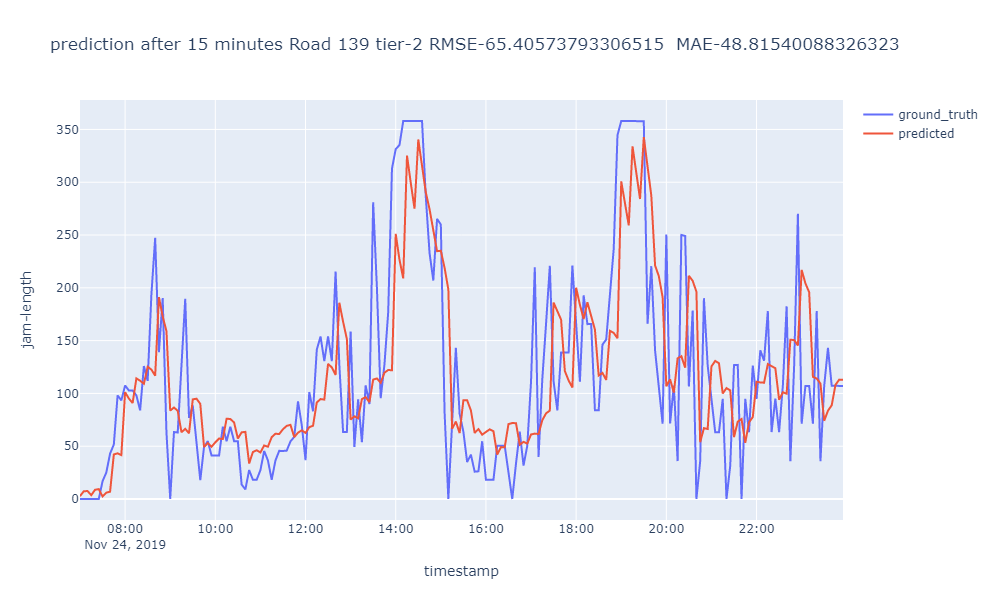 prediction after 15 minutes Road 139 tier-2 RMSE-65.40573793306515  MAE-48.81540088326323
ground_truth
predicted
350
300
250
200
150
100
50
0
jam-length
08:00 10:00 12:00 14:00 16:00 18:00 20:00 22:00
Nov 24, 2019
timestamp